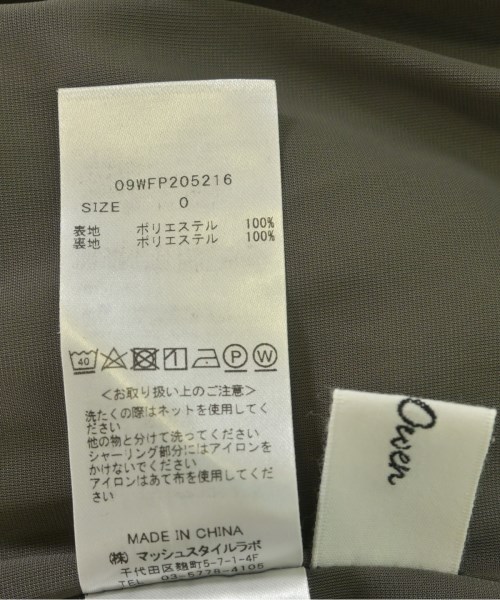 09WFP205216
SIZE 0
表地 ポリエステル 100%
裏地 ポリエステル 100%
40
P W
＜お取り扱い上のご注意＞
洗たくの際はネットを使用してく
ださい
他の物と分けて洗ってください
シャーリング部分にはアイロンを
かけないでください
アイロンはあて布を使用してくだ
さい
MADE IN CHINA
(株) マッシュスタイルラボ
千代田区麹町5-7-1-4F
TEL 03-5778-4105
Owen